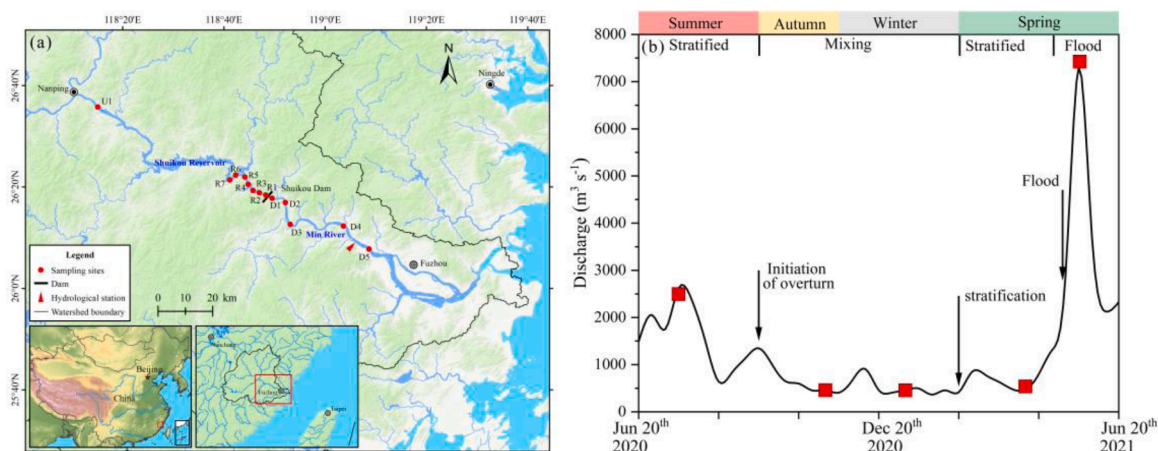 118°20'E 118°40'E 119°0'E 119°20'E 119°40'E
(a)
N
26°40'N
Nanping
U1
Ningde
Shuikou Reservoir
26°20'N
R6
R5
R7
R4
R3
R1
Shuikou Dam
R2
D1
D2
D3
Min River
D4
D5
Fuzhou
26°0'N
Legend
Sampling sites
Dam
Hydrological station
Watershed boundary
0 10 20 km
25°40'N
Beijing
China
Nanchang
Fuzhou
Taipei
Summer Autumn Winter Spring
(b)
Stratified Mixing Stratified Flood
8000
7000
6000
5000
4000
3000
2000
1000
0
Discharge (m³ s⁻¹)
Initiation
of overturn
stratification
Flood
Jun 20th
2020
Dec 20th
2020
Jun 20th
2021